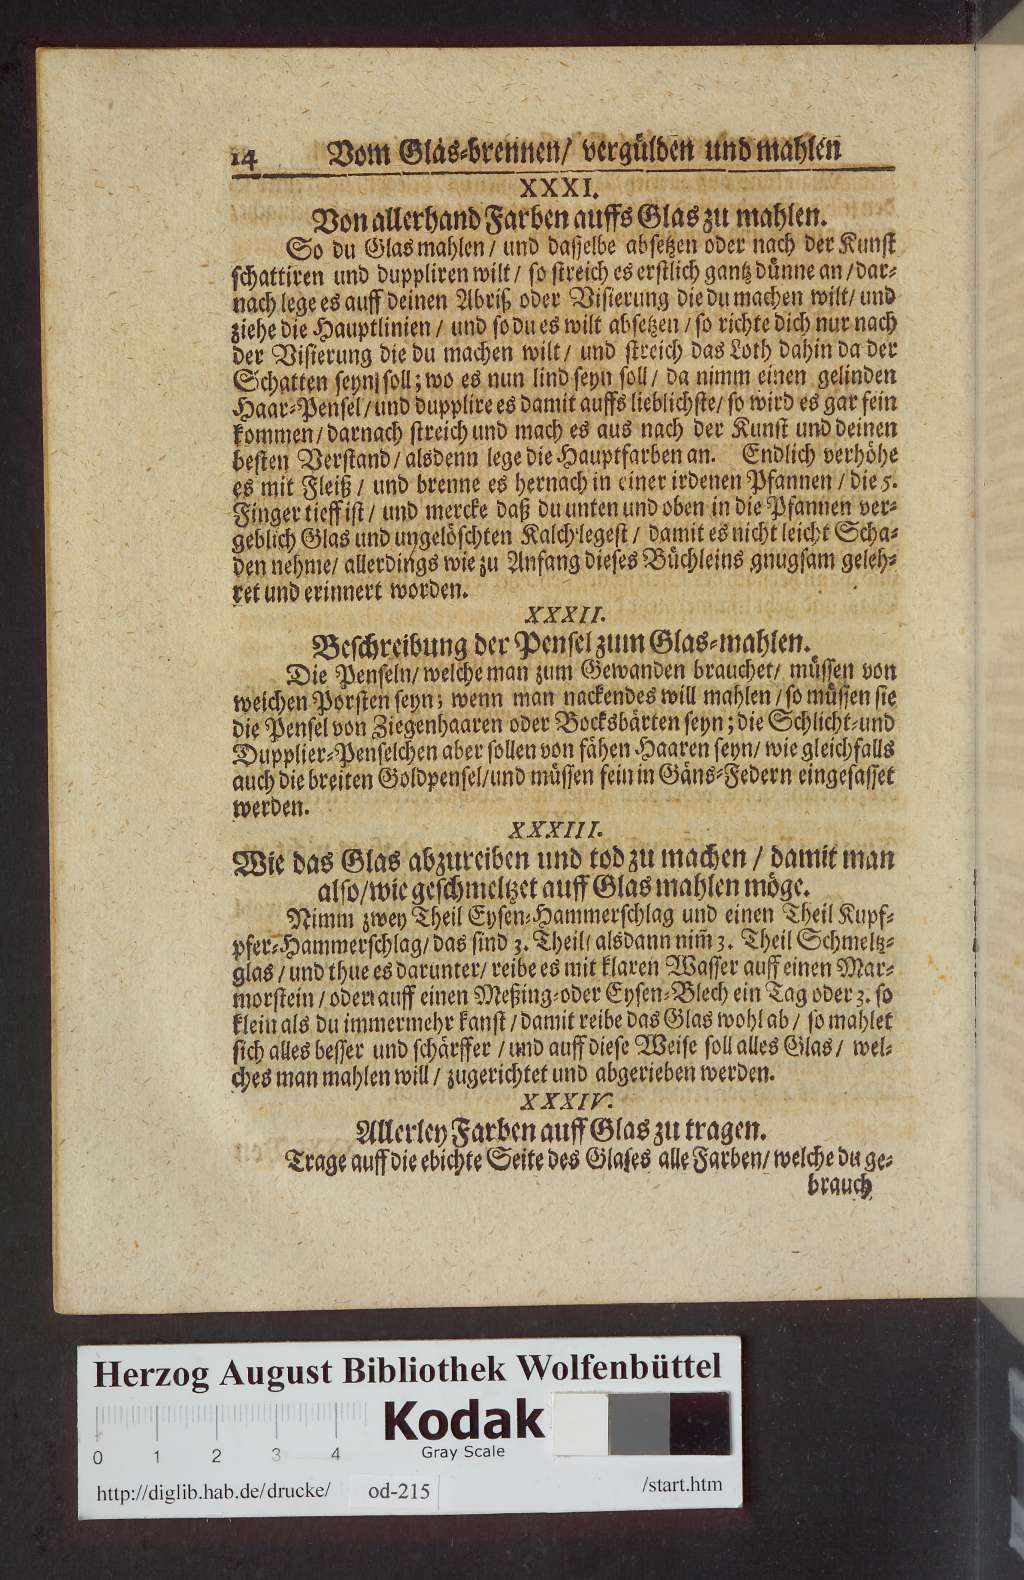 14 Vom Glas-brennen/ vergülden und mahlen
XXXI.
Von allerhand Farben auffs Glas zu mahlen.
So du Glas mahlen/ und dasselbe absetzen oder nach der Kunst
schattiren und duppliren wilt/ so streich es erstlich gantz dünne an/ dar-
nach lege es auff deinen Abriß oder Visierung die du machen wilt/ und
ziehe die Hauptlinien/ und so du es wilt absetzen/ so richte dich nur nach
der Visierung die du machen wilt/ und streich das Loth dahin da der
Schatten seyn soll; wo es nun lind seyn soll/ da nimm einen gelinden
Haar-Pensel/ und dupplire es damit auffs lieblichste/ so wird es gar fein
kommen/ darnach streich und mach es aus nach der Kunst und deinen
besten Verstand/ alsdenn lege die Hauptfarben an. Endlich verhöhe
es mit Fleiß/ und brenne es hernach in einer irdenen Pfannen/ die 5.
Finger tieff ist/ und mercke daß du unten und oben in die Pfannen ver-
geblich Glas und ungelöschten Kalch legest/ damit es nicht leicht Scha-
den nehme/ allerdings wie zu Anfang dieses Büchleins gnugsam geleh-
ret und erinnert worden.
XXXII.
Beschreibung der Pensel zum Glas-mahlen.
Die Penseln/ welche man zum Gewanden brauchet/ müssen von
weichen Porsten seyn; wenn man nackendes will mahlen/ so müssen sie
die Pensel von Ziegenhaaren oder Bocksbärten seyn; die Schlicht-und
Dupplier-Penselchen aber sollen von fähen Haaren seyn/ wie gleichfalls
auch die breiten Goldpensel/ und müssen fein in Gäns-Federn eingefasset
werden.
XXXIII.
Wie das Glas abzureiben und tod zu machen/ damit man
also/ wie geschmeltzet auff Glas mahlen möge.
Nimm zwey Theil Eysen-Hammerschlag und einen Theil Kupf-
pfer-Hammerschlag/ das sind 3. Theil/ alsdann nim̃ 3. Theil Schmeltz-
glas/ und thue es darunter/ reibe es mit klaren Wasser auff einen Mar-
morstein/ oder auff einen Meßing-oder Eysen-Blech ein Tag oder 3. so
klein als du immermehr kanst/ damit reibe das Glas wohl ab/ so mahlet
sich alles besser und schärffer/ und auff diese Weise soll alles Glas/ wel-
ches man mahlen will/ zugerichtet und abgerieben werden.
XXXIV.
Allerley Farben auff Glas zu tragen.
Trage auff die ebichte Seite des Glases alle Farben/ welche du ge-
brauch
Herzog August Bibliothek Wolfenbüttel
Kodak
Gray Scale
0 1 2 3 4
http://diglib.hab.de/drucke/ od-215 /start.htm